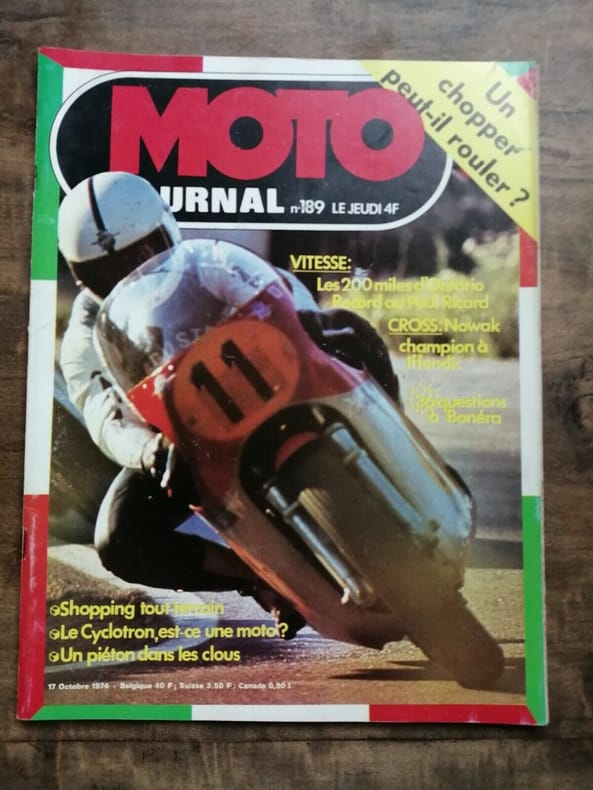 MOTO
URNAL n°189 LE JEUDI 4F
Un
chopper
peut-il rouler ?
VITESSE:
Les 200 miles d'Ontario
Record au Paul Ricard
CROSS: Nowak
champion à
Iffendic
36 questions
à Bonéra
11
Shopping tout terrain
Le Cyclotron, est-ce une moto?
Un piéton dans les clous
17 Octobre 1974 - Belgique 40 F; Suisse 3,50 F; Canada 0,90 $